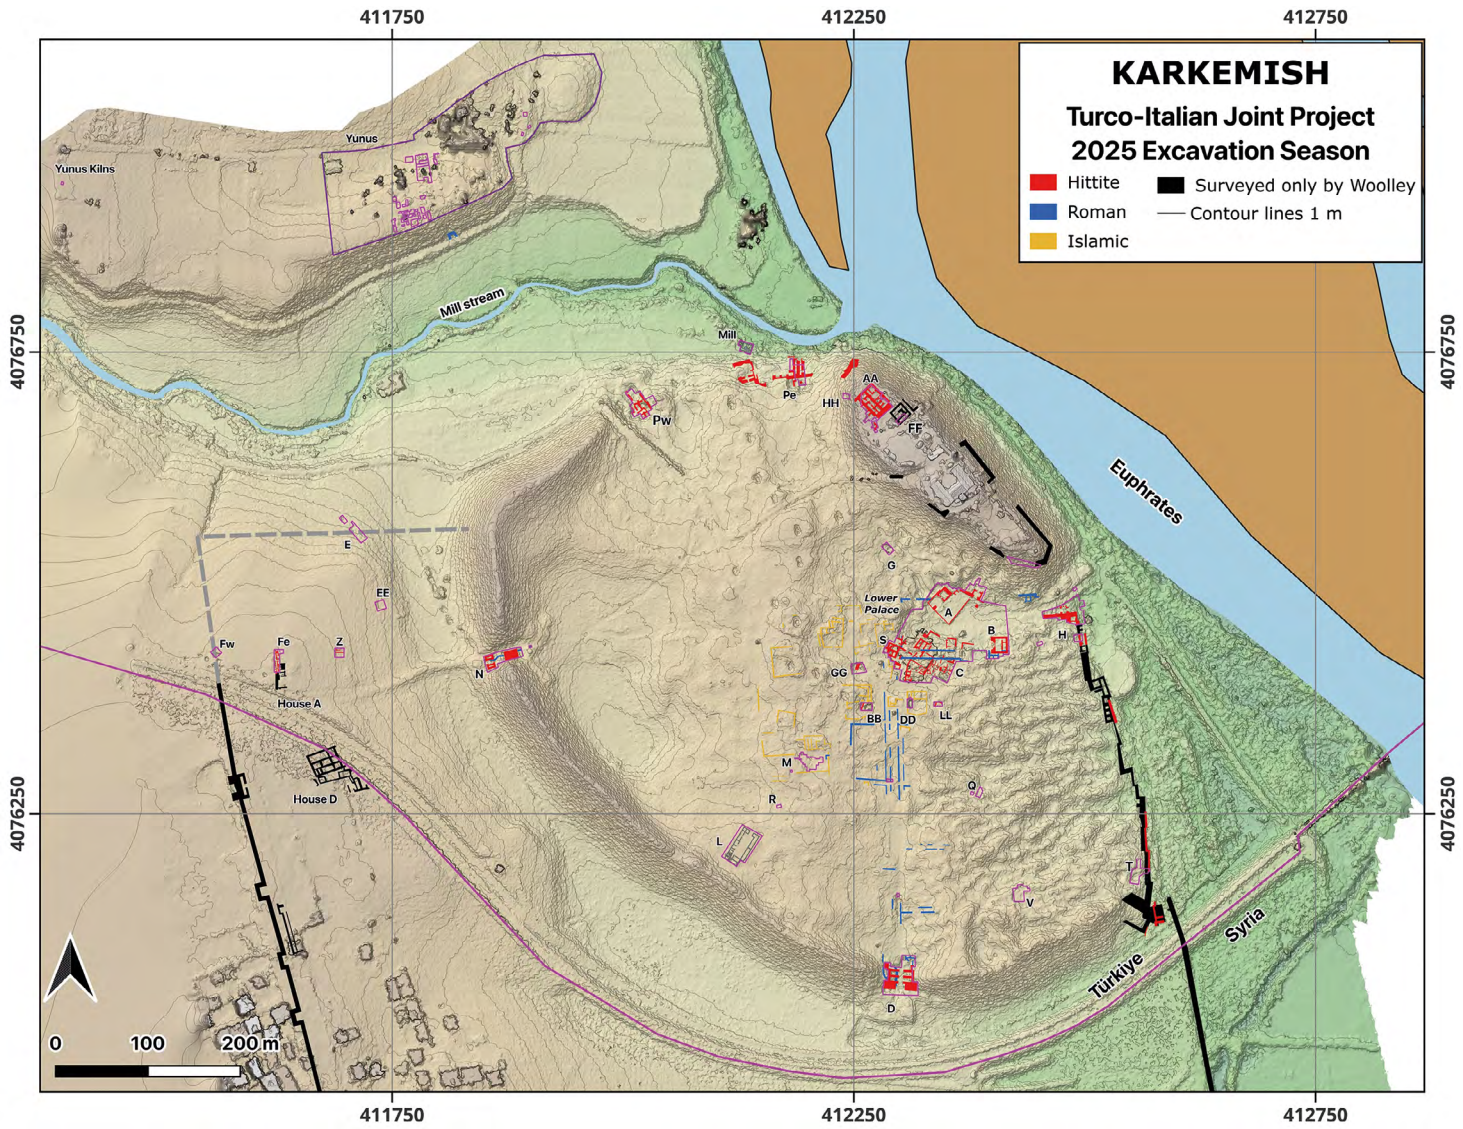 411750
412250
412750
KARKEMISH
Turco-Italian Joint Project
2025 Excavation Season
Hittite
Surveyed only by Woolley
Roman
Contour lines 1 m
Islamic
Yunus
Yunus Kilns
Mill stream
Mill
4076750
4076750
Pe
AA
HH
FF
Pw
Euphrates
E
G
EE
Lower
Palace
A
B
H
S
Fw
Fe
Z
N
GG
C
House A
BB
DD
LL
M
Q
House D
R
4076250
4076250
L
T
V
Syria
Türkiye
D
0
100
200 m
411750
412250
412750